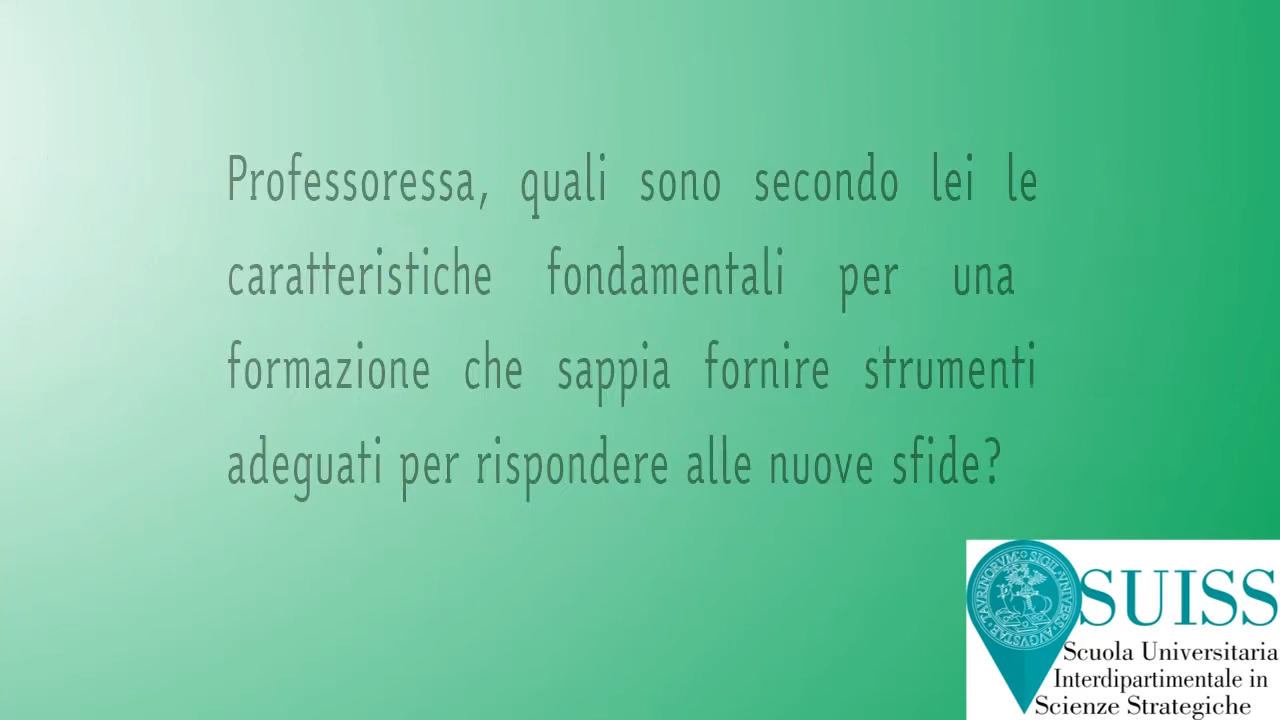 Professoressa, quali sono secondo lei le
caratteristiche fondamentali per una
formazione che sappia fornire strumenti
adeguati per rispondere alle nuove sfide?
SUISS
Scuola Universitaria
Interdipartimentale in
Scienze Strategiche